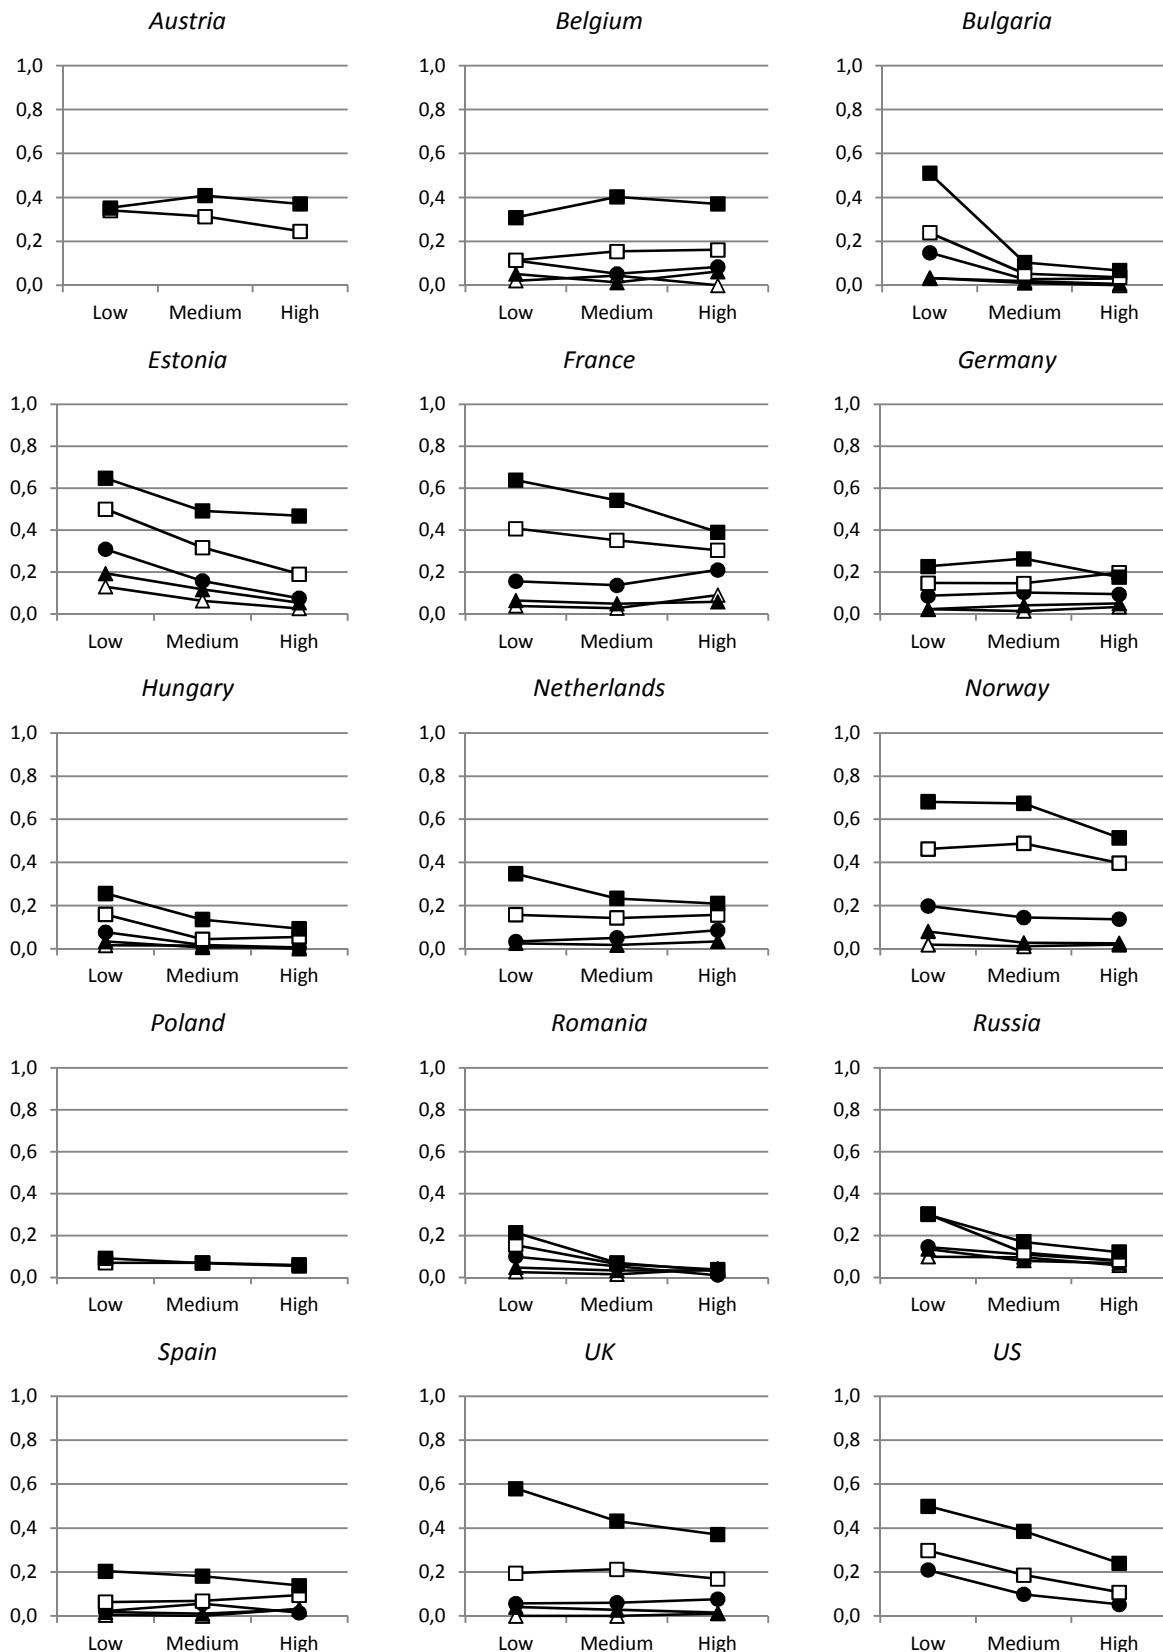 Austria Belgium Bulgaria
1,0 1,0 1,0
0,8 0,8 0,8
0,6 0,6 0,6
0,4 0,4 0,4
0,2 0,2 0,2
0,0 0,0 0,0
Low Medium High Low Medium High Low Medium High
Estonia France Germany
1,0 1,0 1,0
0,8 0,8 0,8
0,6 0,6 0,6
0,4 0,4 0,4
0,2 0,2 0,2
0,0 0,0 0,0
Low Medium High Low Medium High Low Medium High
Hungary Netherlands Norway
1,0 1,0 1,0
0,8 0,8 0,8
0,6 0,6 0,6
0,4 0,4 0,4
0,2 0,2 0,2
0,0 0,0 0,0
Low Medium High Low Medium High Low Medium High
Poland Romania Russia
1,0 1,0 1,0
0,8 0,8 0,8
0,6 0,6 0,6
0,4 0,4 0,4
0,2 0,2 0,2
0,0 0,0 0,0
Low Medium High Low Medium High Low Medium High
Spain UK US
1,0 1,0 1,0
0,8 0,8 0,8
0,6 0,6 0,6
0,4 0,4 0,4
0,2 0,2 0,2
0,0 0,0 0,0
Low Medium High Low Medium High Low Medium High